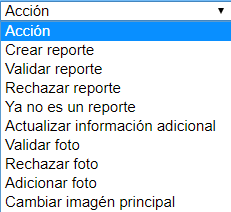 Acción
Acción
Crear reporte
Validar reporte
Rechazar reporte
Ya no es un reporte
Actualizar información adicional
Validar foto
Rechazar foto
Adicionar foto
Cambiar imagén principal